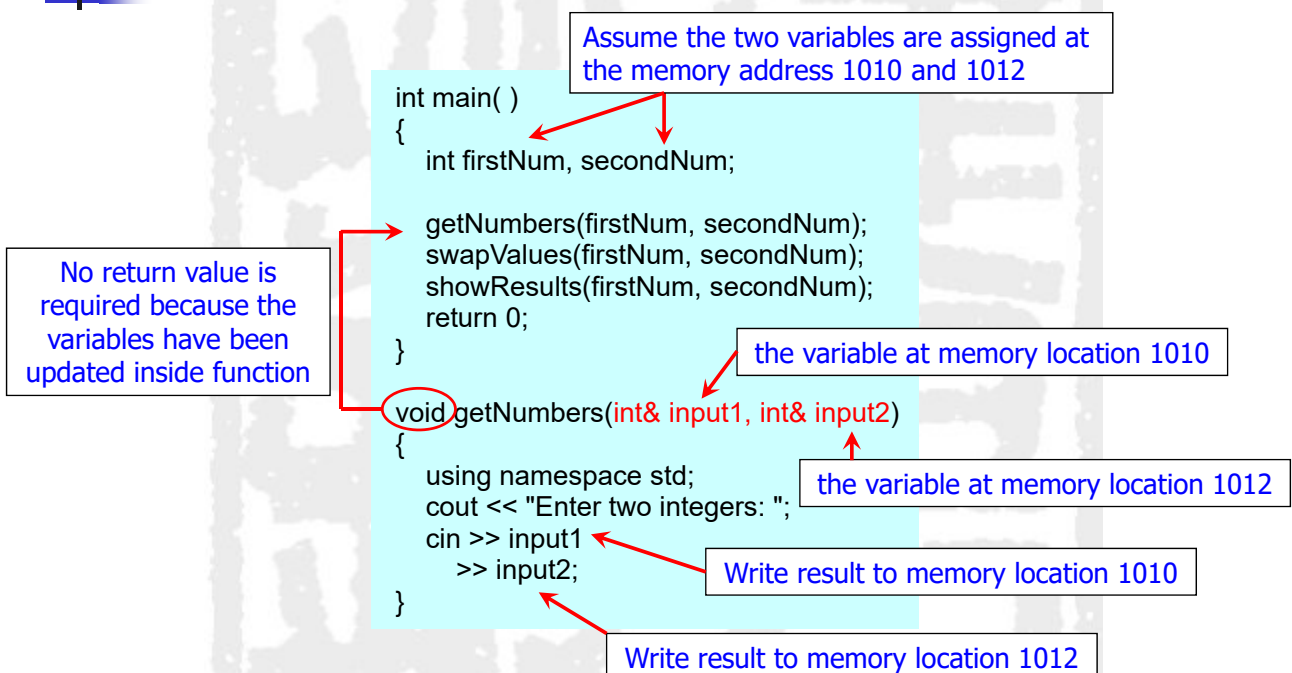 Assume the two variables are assigned at
the memory address 1010 and 1012
int main( )
{
int firstNum, secondNum;
getNumbers(firstNum, secondNum);
swapValues(firstNum, secondNum);
showResults(firstNum, secondNum);
return 0;
}
No return value is
required because the
variables have been
updated inside function
the variable at memory location 1010
void getNumbers(int& input1, int& input2)
{
using namespace std;
the variable at memory location 1012
cout << "Enter two integers: ";
cin >> input1
>> input2;
Write result to memory location 1010
}
Write result to memory location 1012